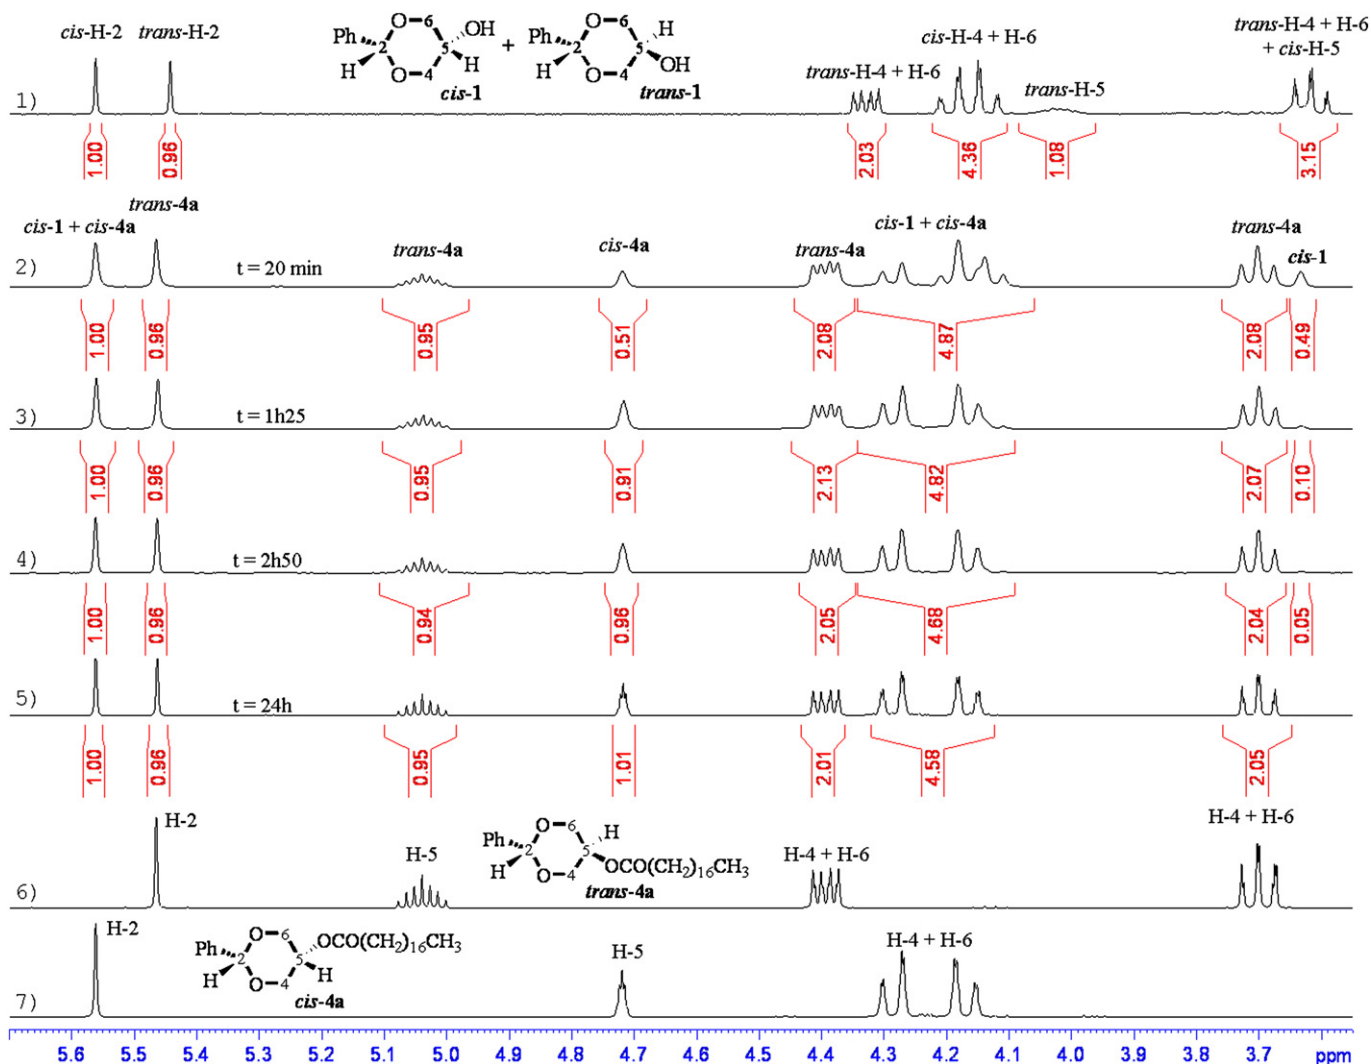 cis-H-2 trans-H-2 trans-H-4 + H-6 cis-H-4 + H-6 trans-H-5 trans-H-4 + H-6
+ cis-H-5
Ph H O 2 O 6 5 4 OH H cis-1 + Ph H O 2 O 6 5 4 H OH trans-1
1)
1.00 0.96 2.03 4.36 1.08 3.15
cis-1 + cis-4a trans-4a trans-4a cis-4a trans-4a cis-1 + cis-4a trans-4a cis-1
2) t = 20 min
1.00 0.96 0.95 0.51 2.08 4.87 2.08 0.49
3) t = 1h25
1.00 0.96 0.95 0.91 2.13 4.82 2.07 0.10
4) t = 2h50
1.00 0.96 0.94 0.96 2.05 4.68 2.04 0.05
5) t = 24h
1.00 0.96 0.95 1.01 2.01 4.58 2.05
H-2 H-5 H-4 + H-6 H-4 + H-6
6) Ph H O 2 O 6 5 4 H OCO(CH2)16CH3 trans-4a
H-2 H-5 H-4 + H-6
7) Ph H O 2 O 6 5 4 OCO(CH2)16CH3 H cis-4a
5.6 5.5 5.4 5.3 5.2 5.1 5.0 4.9 4.8 4.7 4.6 4.5 4.4 4.3 4.2 4.1 4.0 3.9 3.8 3.7 3.6 ppm